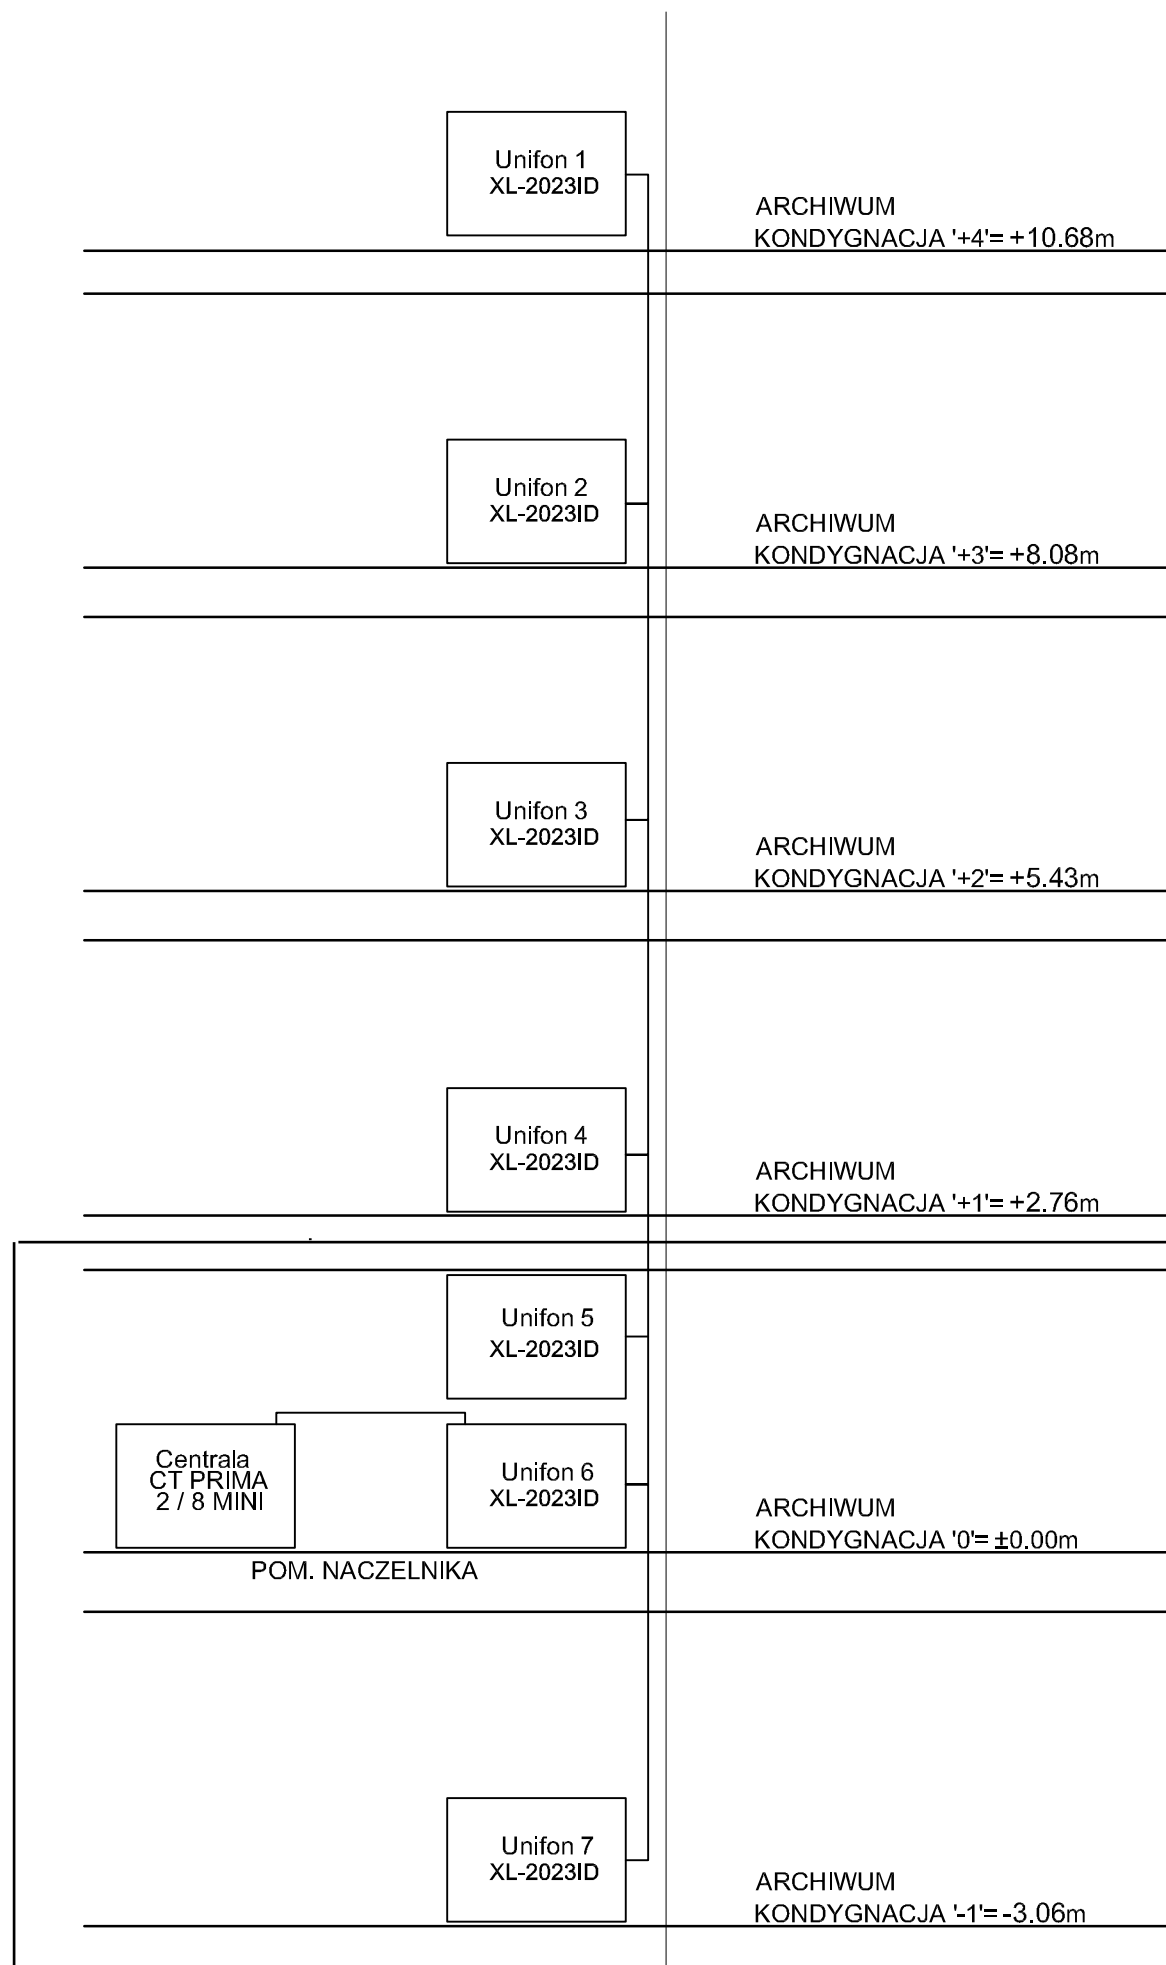 Unifon 1
XL-2023ID
ARCHIWUM
KONDYGNACJA '+4'= +10.68m
Unifon 2
XL-2023ID
ARCHIWUM
KONDYGNACJA '+3'= +8.08m
Unifon 3
XL-2023ID
ARCHIWUM
KONDYGNACJA '+2'= +5.43m
Unifon 4
XL-2023ID
ARCHIWUM
KONDYGNACJA '+1'= +2.76m
Unifon 5
XL-2023ID
Centrala
CT PRIMA
2 / 8 MINI
Unifon 6
XL-2023ID
ARCHIWUM
KONDYGNACJA '0'= ±0.00m
POM. NACZELNIKA
Unifon 7
XL-2023ID
ARCHIWUM
KONDYGNACJA '-1'= -3.06m